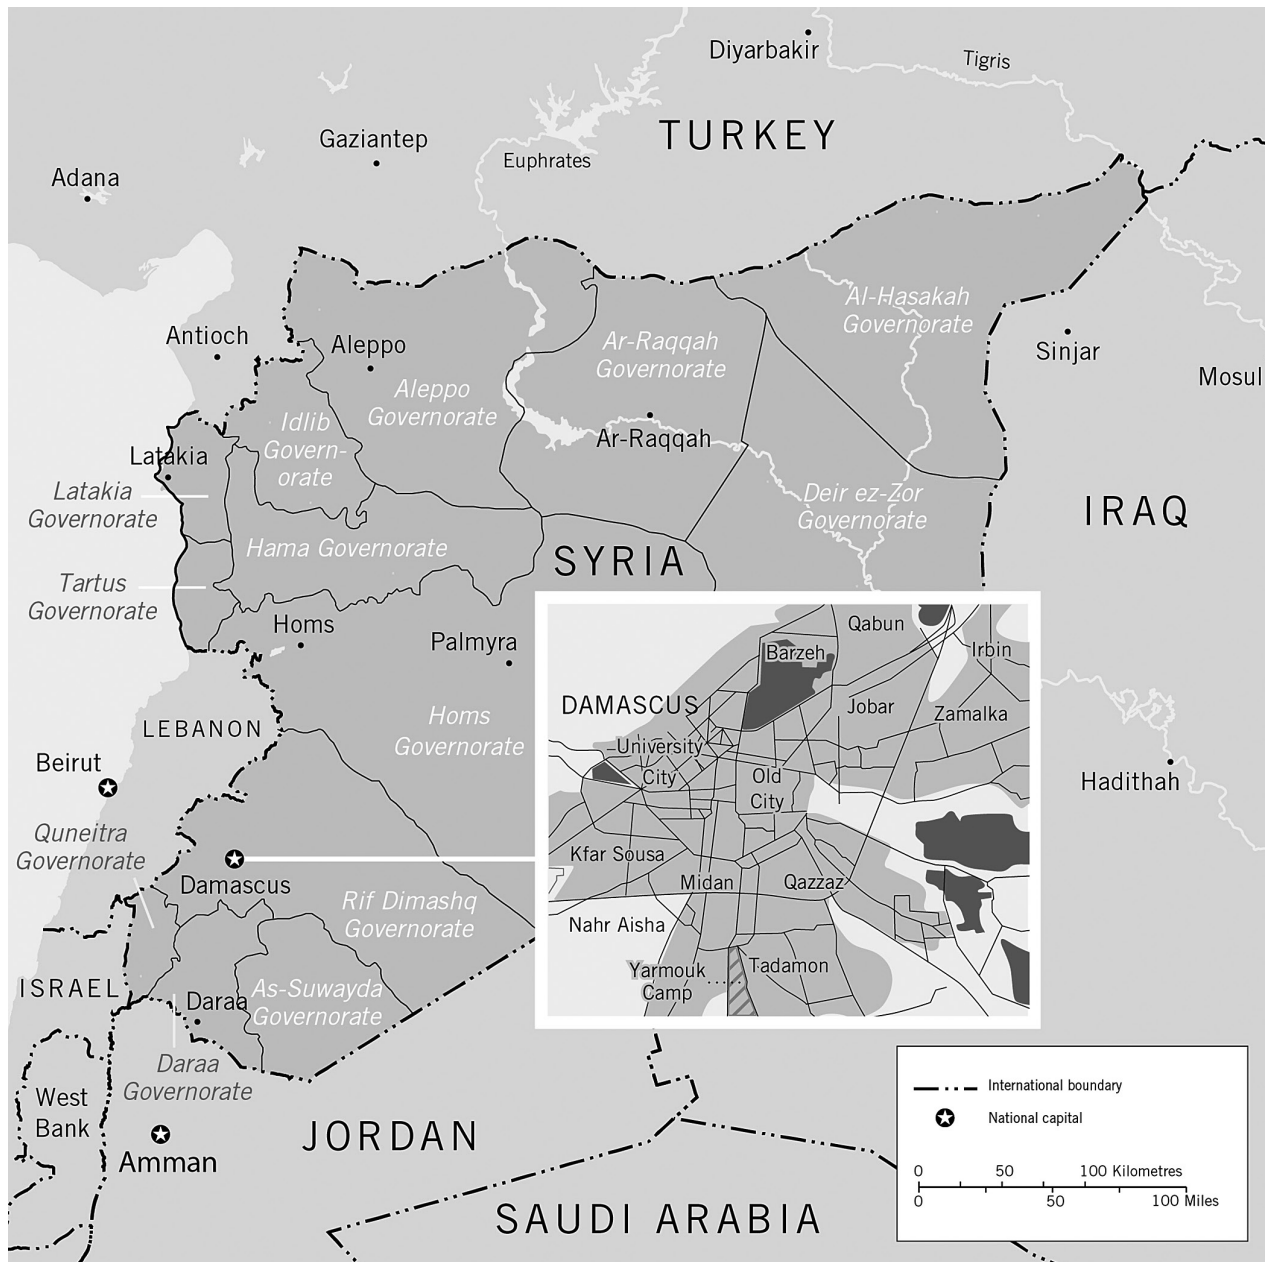 Diyarbakir
Tigris
TURKEY
Gaziantep
Euphrates
Adana
Al-Hasakah
Governorate
Antioch
Aleppo
Ar-Raqqah
Governorate
Sinjar
Mosul
Aleppo
Governorate
Idlib
Govern-
orate
Ar-Raqqah
Latakia
Latakia
Governorate
Deir ez-Zor
Governorate
IRAQ
Hama Governorate
SYRIA
Tartus
Governorate
Homs
Palmyra
Homs
Governorate
LEBANON
Beirut
Hadithah
Quneitra
Governorate
Damascus
Rif Dimashq
Governorate
ISRAEL
Daraa
As-Suwayda
Governorate
Daraa
Governorate
West
Bank
Amman
JORDAN
SAUDI ARABIA
Qabun
Barzeh
Irbin
DAMASCUS
Jobar
Zamalka
University
City
Old
City
Kfar Sousa
Midan
Qazzaz
Nahr Aisha
Yarmouk
Camp
Tadamon
International boundary
National capital
0 50 100 Kilometres
0 50 100 Miles